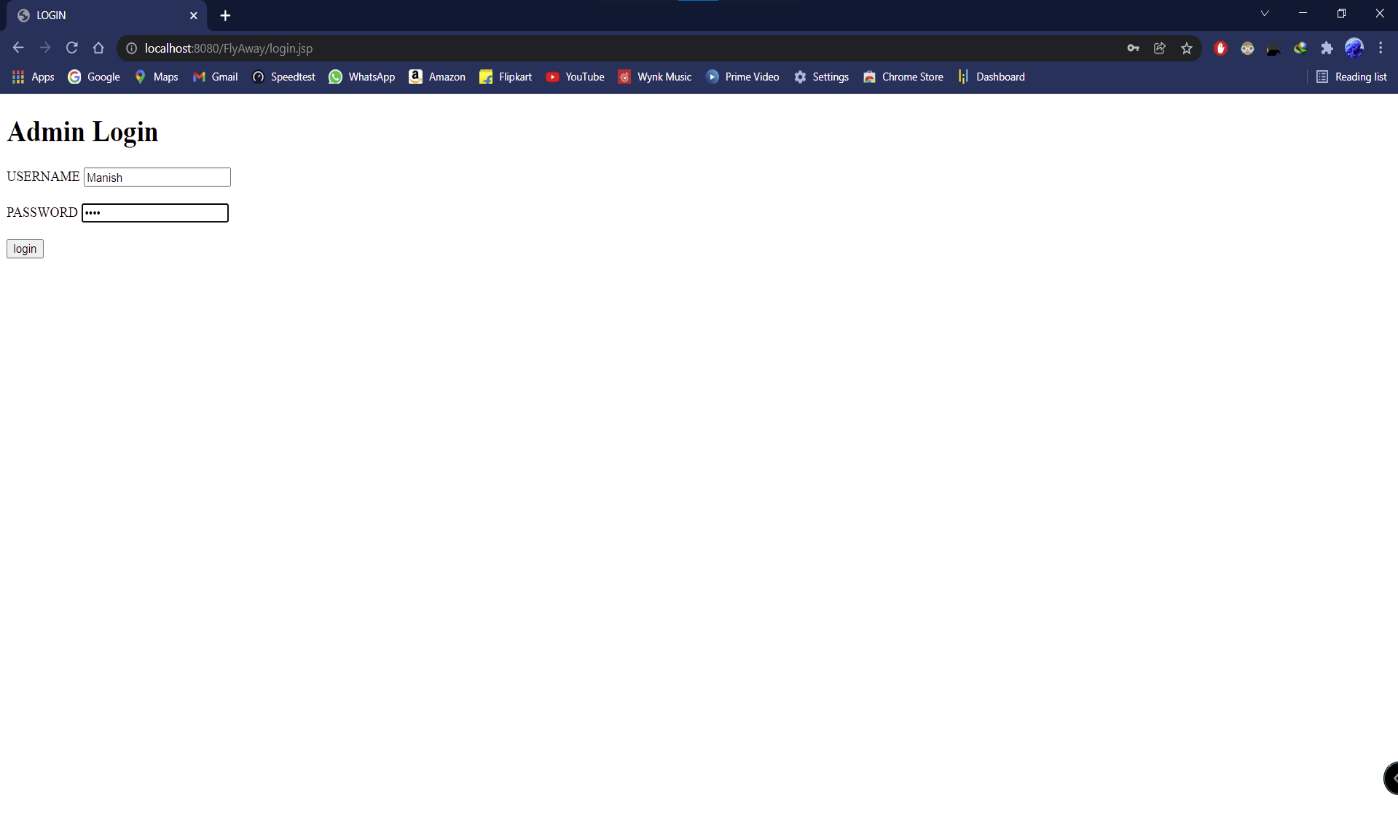 LOGIN
localhost:8080/FlyAway/login.jsp
Apps Google Maps Gmail Speedtest WhatsApp Amazon Flipkart YouTube Wynk Music Prime Video Settings Chrome Store Dashboard Reading list
Admin Login
USERNAME Manish
PASSWORD ••••
login